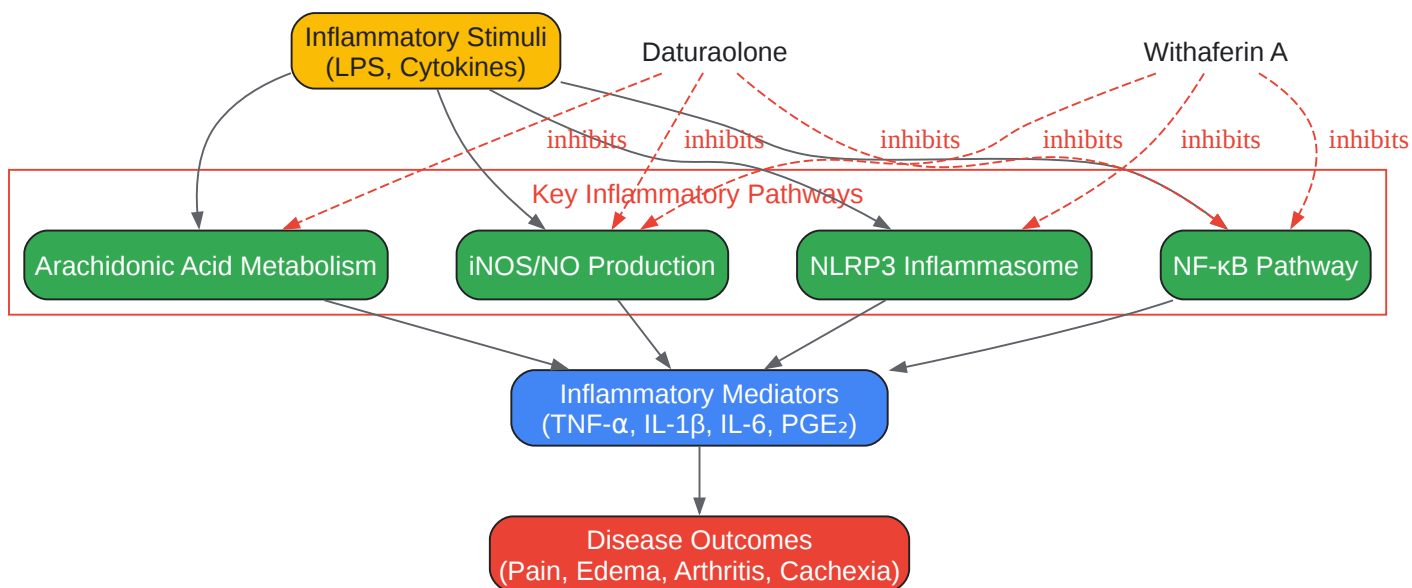 Inflammatory Stimuli
(LPS, Cytokines)
Daturaolone
Withaferin A
inhibits
inhibits
inhibits
inhibits
inhibits
inhibits
Key Inflammatory Pathways
Arachidonic Acid Metabolism
iNOS/NO Production
NLRP3 Inflammasome
NF-κB Pathway
Inflammatory Mediators
(TNF-α, IL-1β, IL-6, PGE₂)
Disease Outcomes
(Pain, Edema, Arthritis, Cachexia)